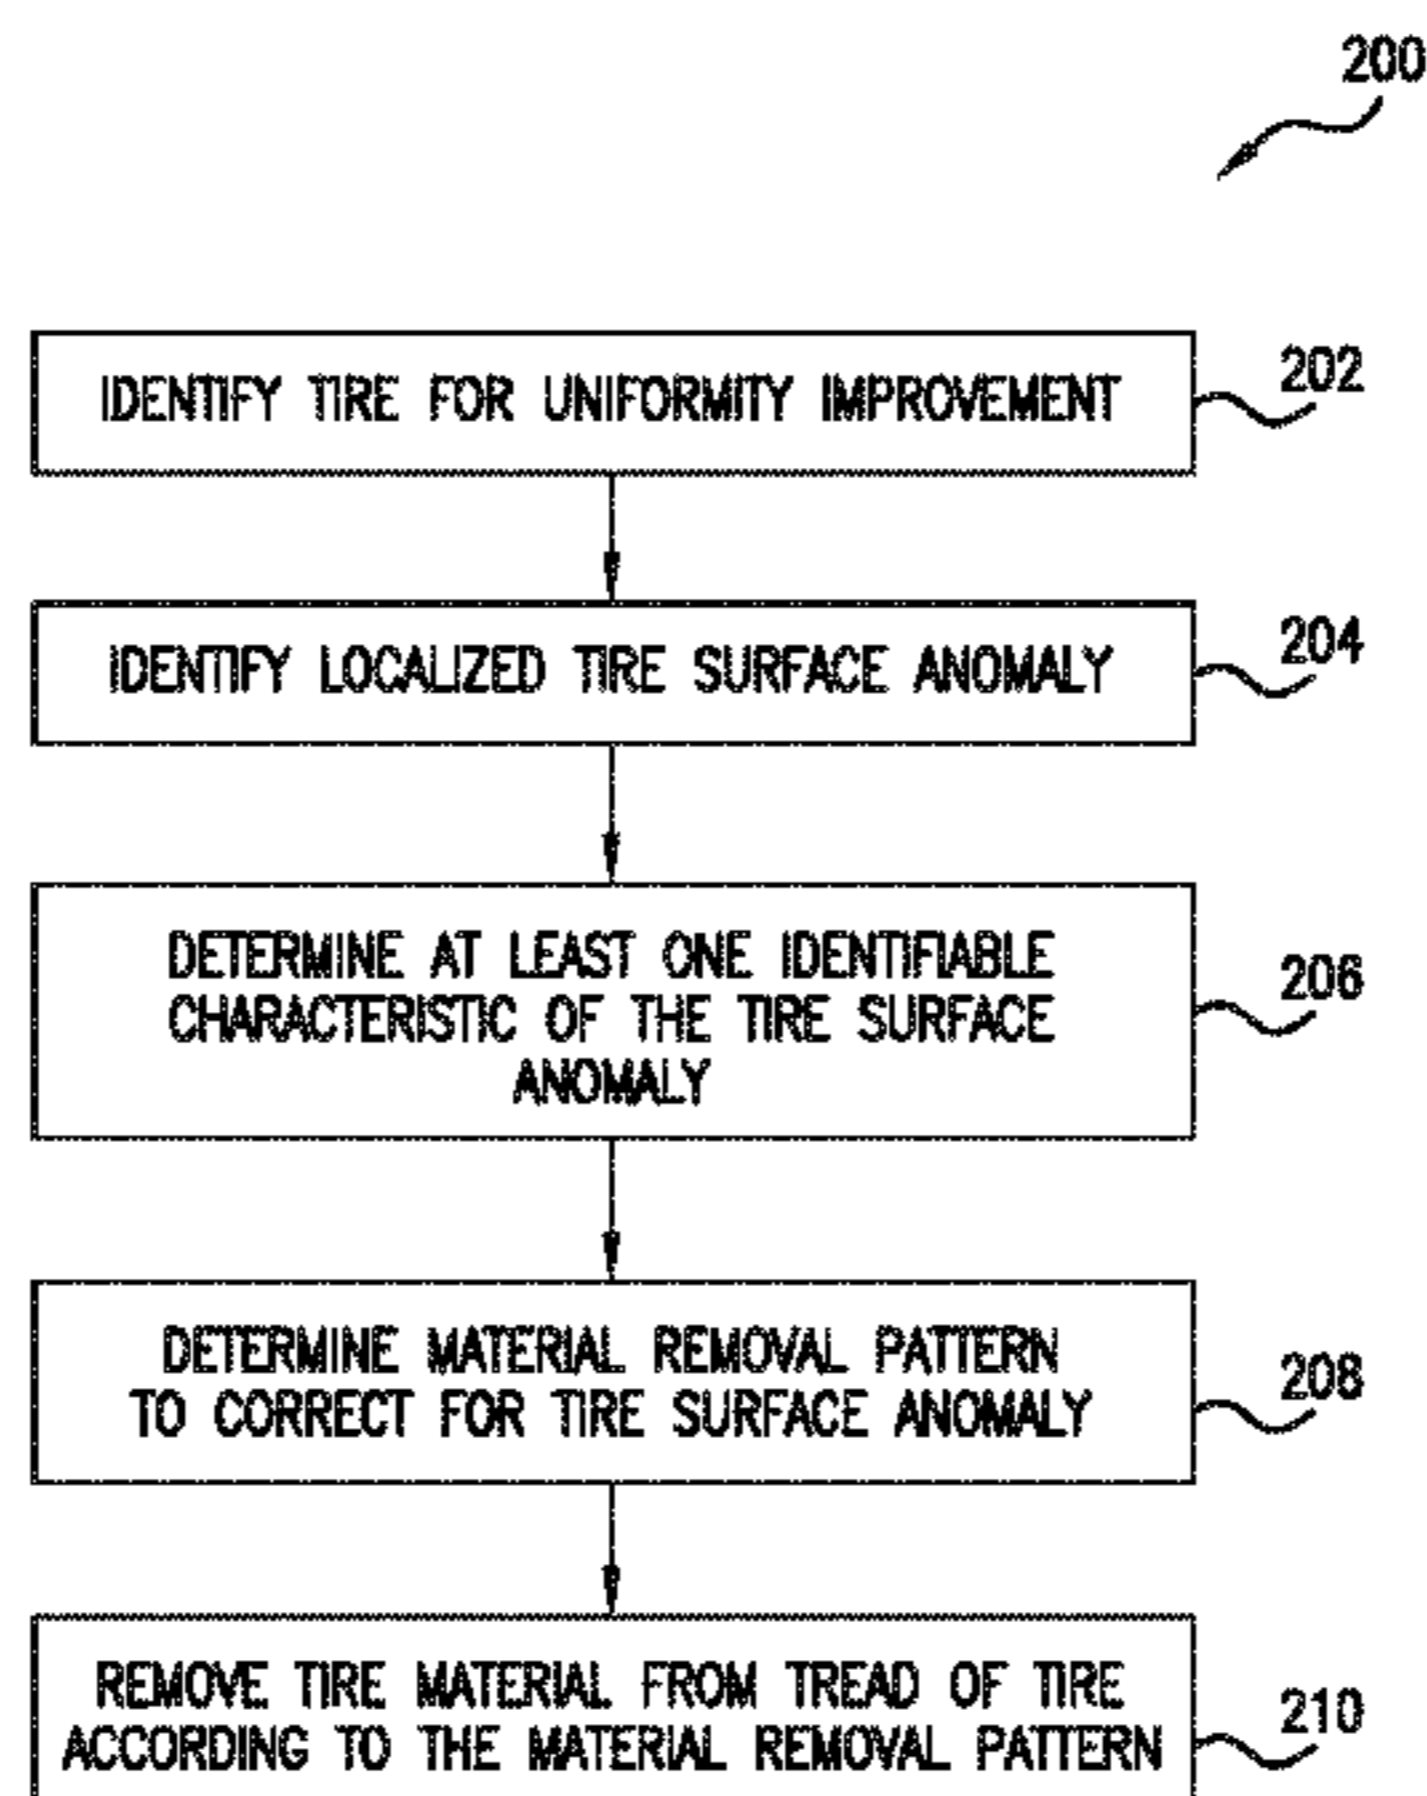 200
IDENTIFY TIRE FOR UNIFORMITY IMPROVEMENT
202
IDENTIFY LOCALIZED TIRE SURFACE ANOMALY
204
DETERMINE AT LEAST ONE IDENTIFIABLE
CHARACTERISTIC OF THE TIRE SURFACE
ANOMALY
206
DETERMINE MATERIAL REMOVAL PATTERN
TO CORRECT FOR TIRE SURFACE ANOMALY
208
REMOVE TIRE MATERIAL FROM TREAD OF TIRE
ACCORDING TO THE MATERIAL REMOVAL PATTERN
210